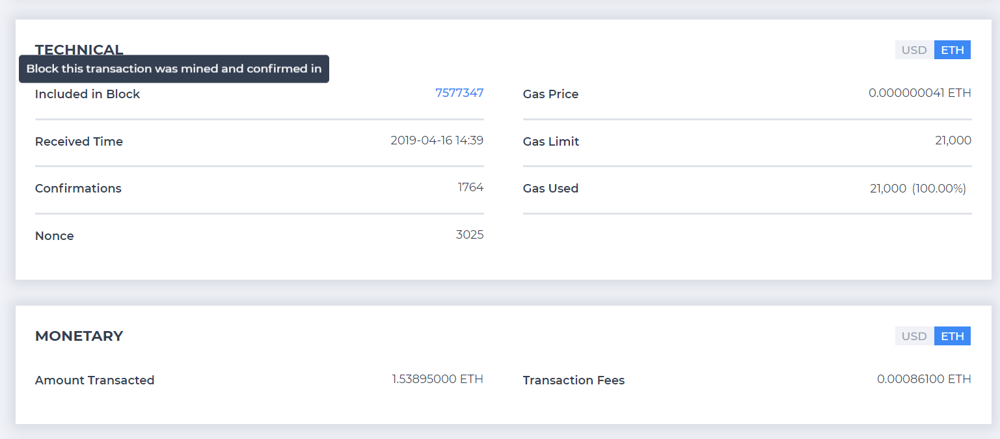 TECHNICAL
USD ETH
Block this transaction was mined and confirmed in
Included in Block 7577347
Gas Price 0.000000041 ETH
Received Time 2019-04-16 14:39
Gas Limit 21,000
Confirmations 1764
Gas Used 21,000 (100.00%)
Nonce 3025
MONETARY
USD ETH
Amount Transacted 1.53895000 ETH
Transaction Fees 0.00086100 ETH